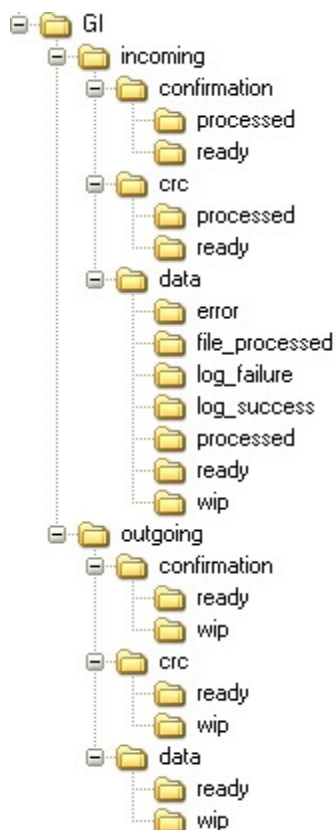 GI
incoming
confirmation
processed
ready
crc
processed
ready
data
error
file_processed
log_failure
log_success
processed
ready
wip
outgoing
confirmation
ready
wip
crc
ready
wip
data
ready
wip